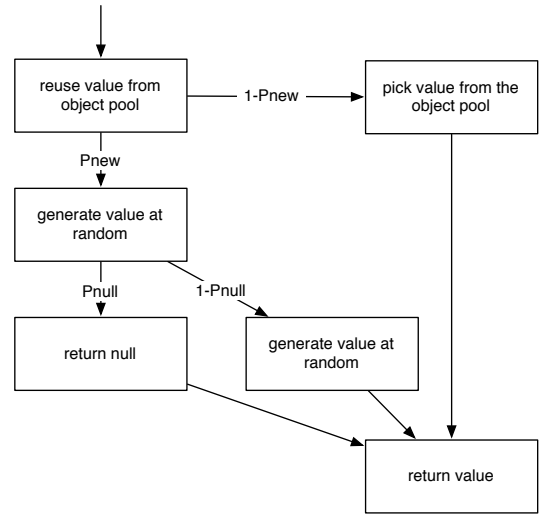 reuse value from
object pool
1-Pnew
pick value from the
object pool
Pnew
generate value at
random
Pnull
1-Pnull
return null
generate value at
random
return value